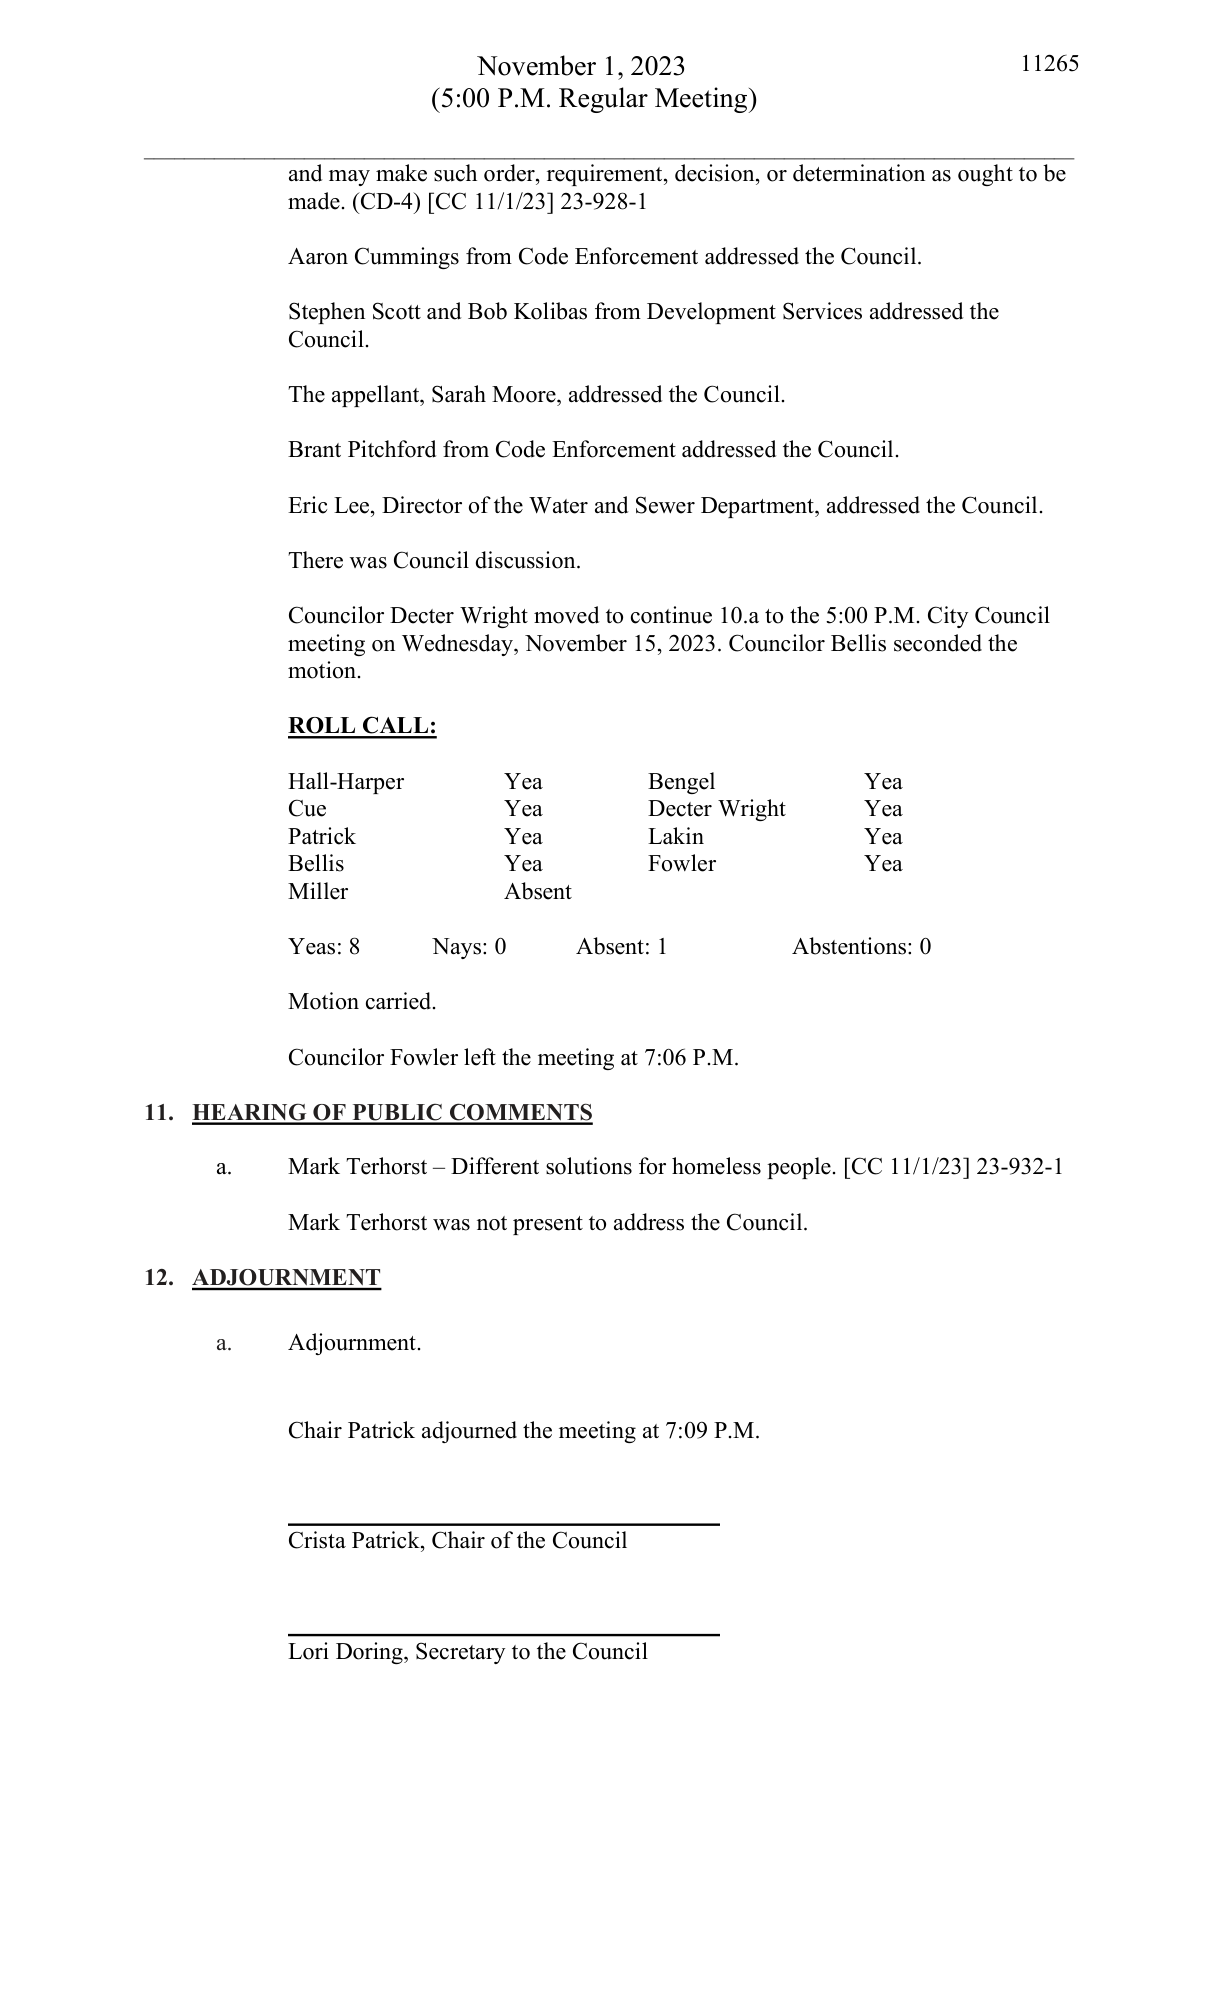 November 1, 2023
11265
(5:00 P.M. Regular Meeting)
and may make such order, requirement, decision, or determination as ought to be
made. (CD-4) [CC 11/1/23] 23-928-1
Aaron Cummings from Code Enforcement addressed the Council.
Stephen Scott and Bob Kolibas from Development Services addressed the
Council.
The appellant, Sarah Moore, addressed the Council.
Brant Pitchford from Code Enforcement addressed the Council.
Eric Lee, Director of the Water and Sewer Department, addressed the Council.
There was Council discussion.
Councilor Decter Wright moved to continue 10.a to the 5:00 P.M. City Council
meeting on Wednesday, November 15, 2023. Councilor Bellis seconded the
motion.
ROLL CALL:
Hall-Harper Yea Bengel Yea
Cue Yea Decter Wright Yea
Patrick Yea Lakin Yea
Bellis Yea Fowler Yea
Miller Absent
Yeas: 8 Nays: 0 Absent: 1 Abstentions: 0
Motion carried.
Councilor Fowler left the meeting at 7:06 P.M.
11. HEARING OF PUBLIC COMMENTS
a. Mark Terhorst – Different solutions for homeless people. [CC 11/1/23] 23-932-1
Mark Terhorst was not present to address the Council.
12. ADJOURNMENT
a. Adjournment.
Chair Patrick adjourned the meeting at 7:09 P.M.
Crista Patrick, Chair of the Council
Lori Doring, Secretary to the Council